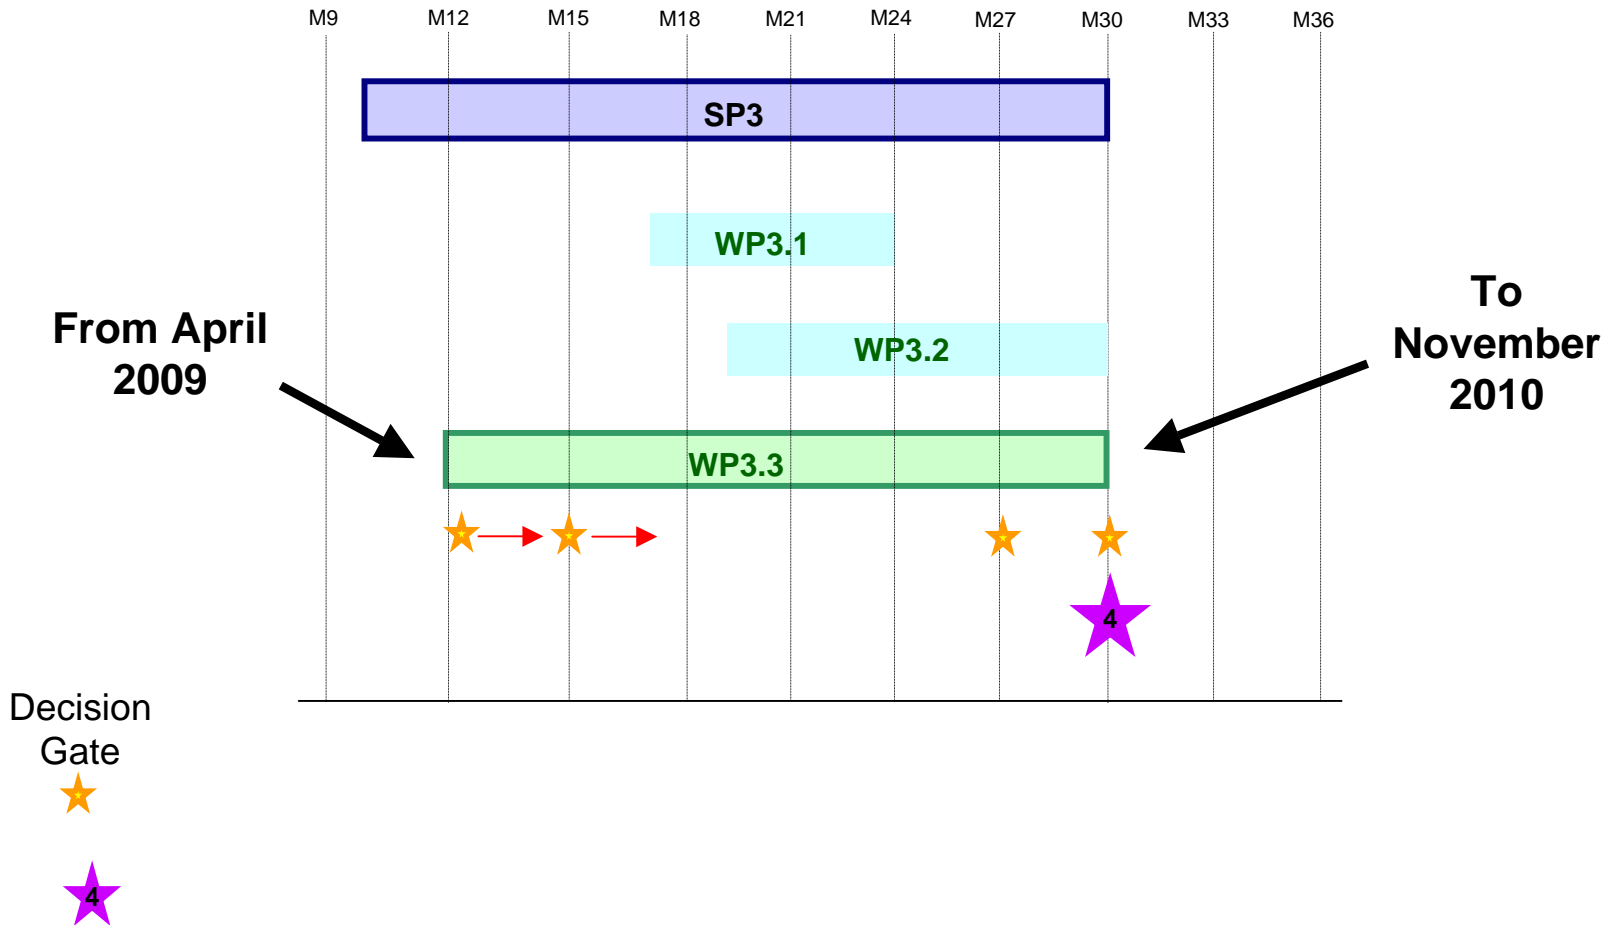 M9 M12 M15 M18 M21 M24 M27 M30 M33 M36
SP3
WP3.1
From April
2009
WP3.2
To
November
2010
WP3.3
4
Decision
Gate
4